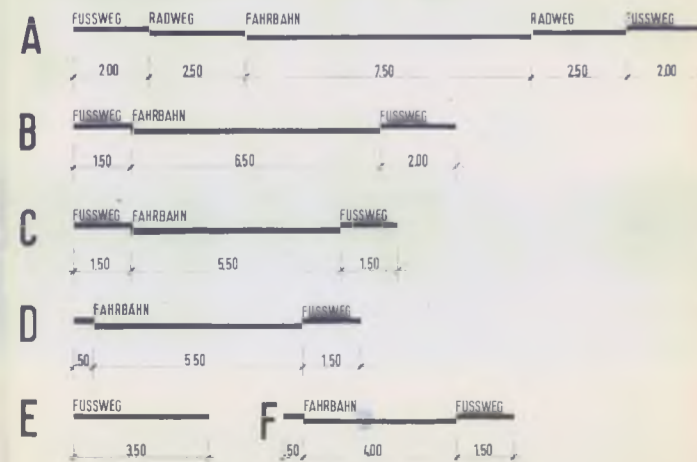 A
FUSSWEG RADWEG FAHRBAHN RADWEG FUSSWEG
2.00 2.50 7.50 2.50 2.00
B
FUSSWEG FAHRBAHN FUSSWEG
1.50 6.50 2.00
C
FUSSWEG FAHRBAHN FUSSWEG
1.50 5.50 1.50
D
FAHRBAHN FUSSWEG
.50 5.50 1.50
E
FUSSWEG
3.50
F
FAHRBAHN FUSSWEG
.50 4.00 1.50